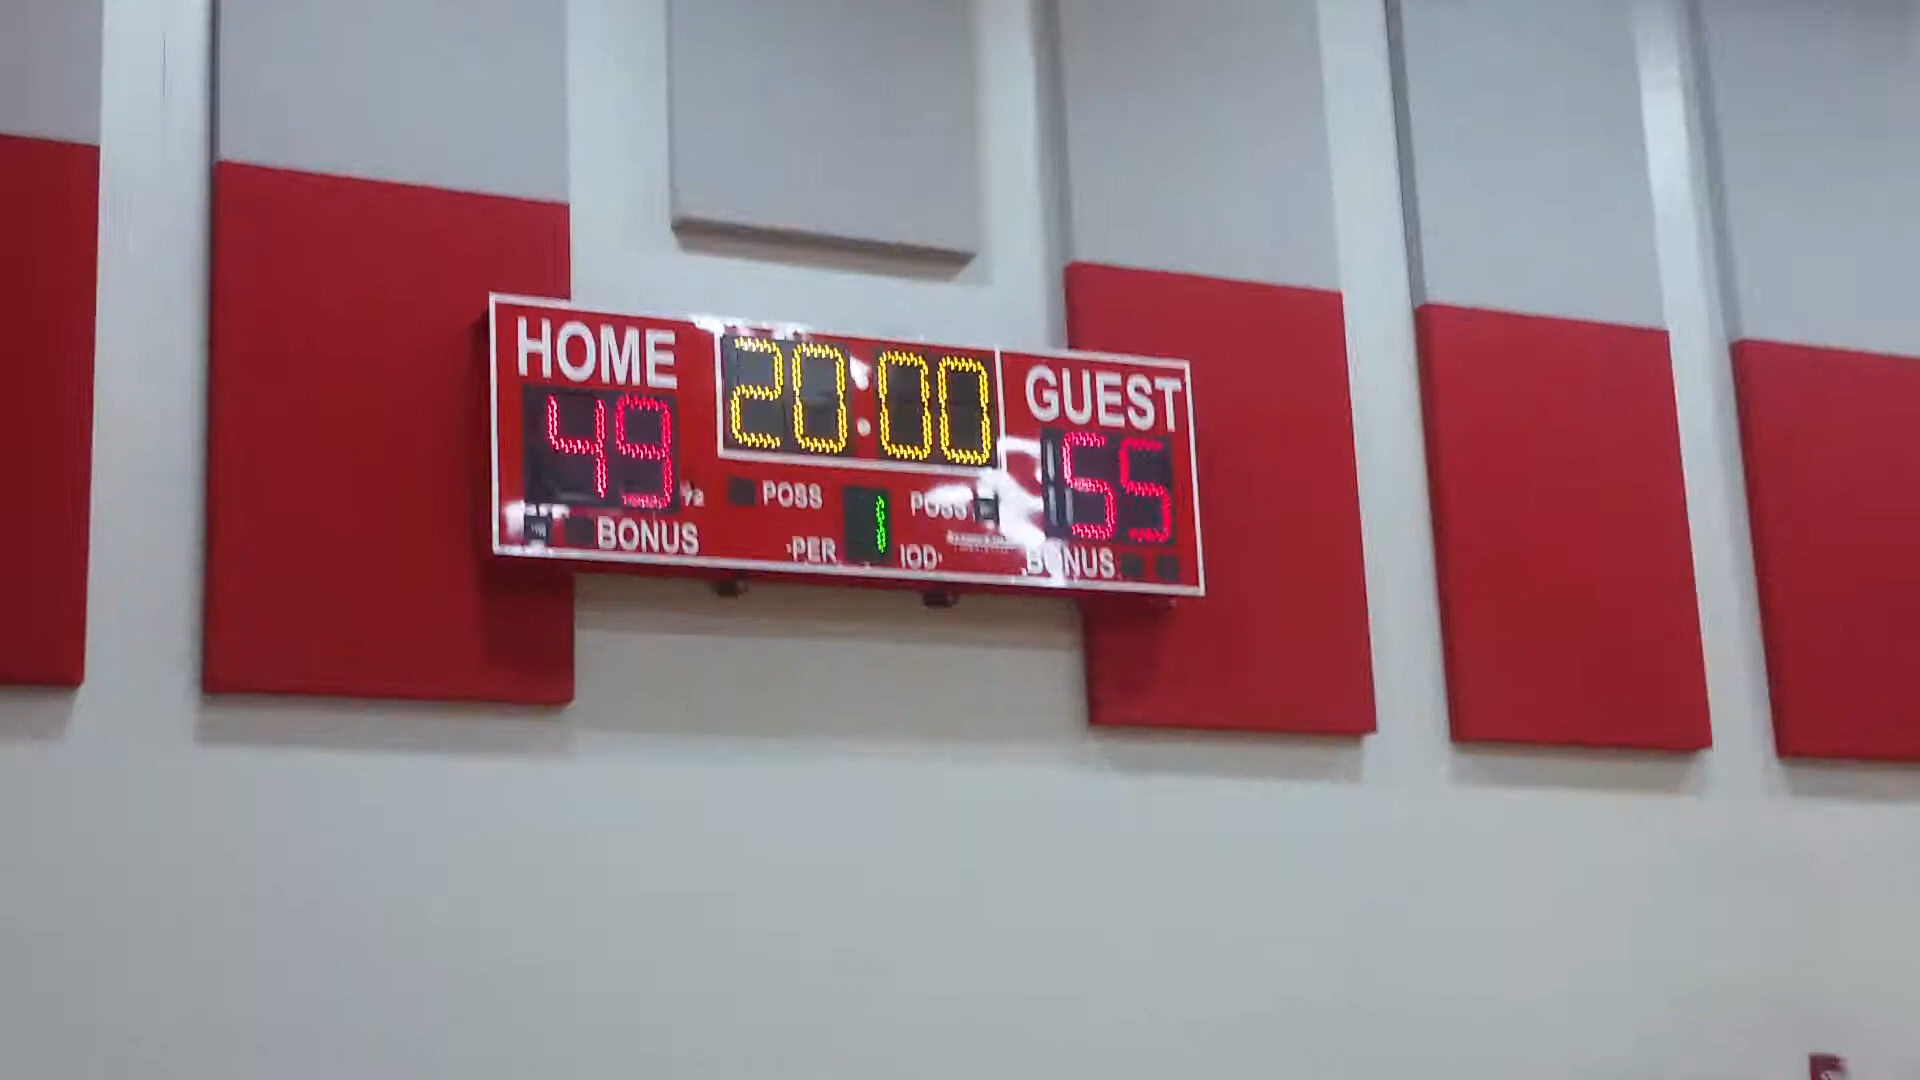 HOME 20:00 GUEST
49 55
POSS 1 POSS
BONUS PER IOD BONUS